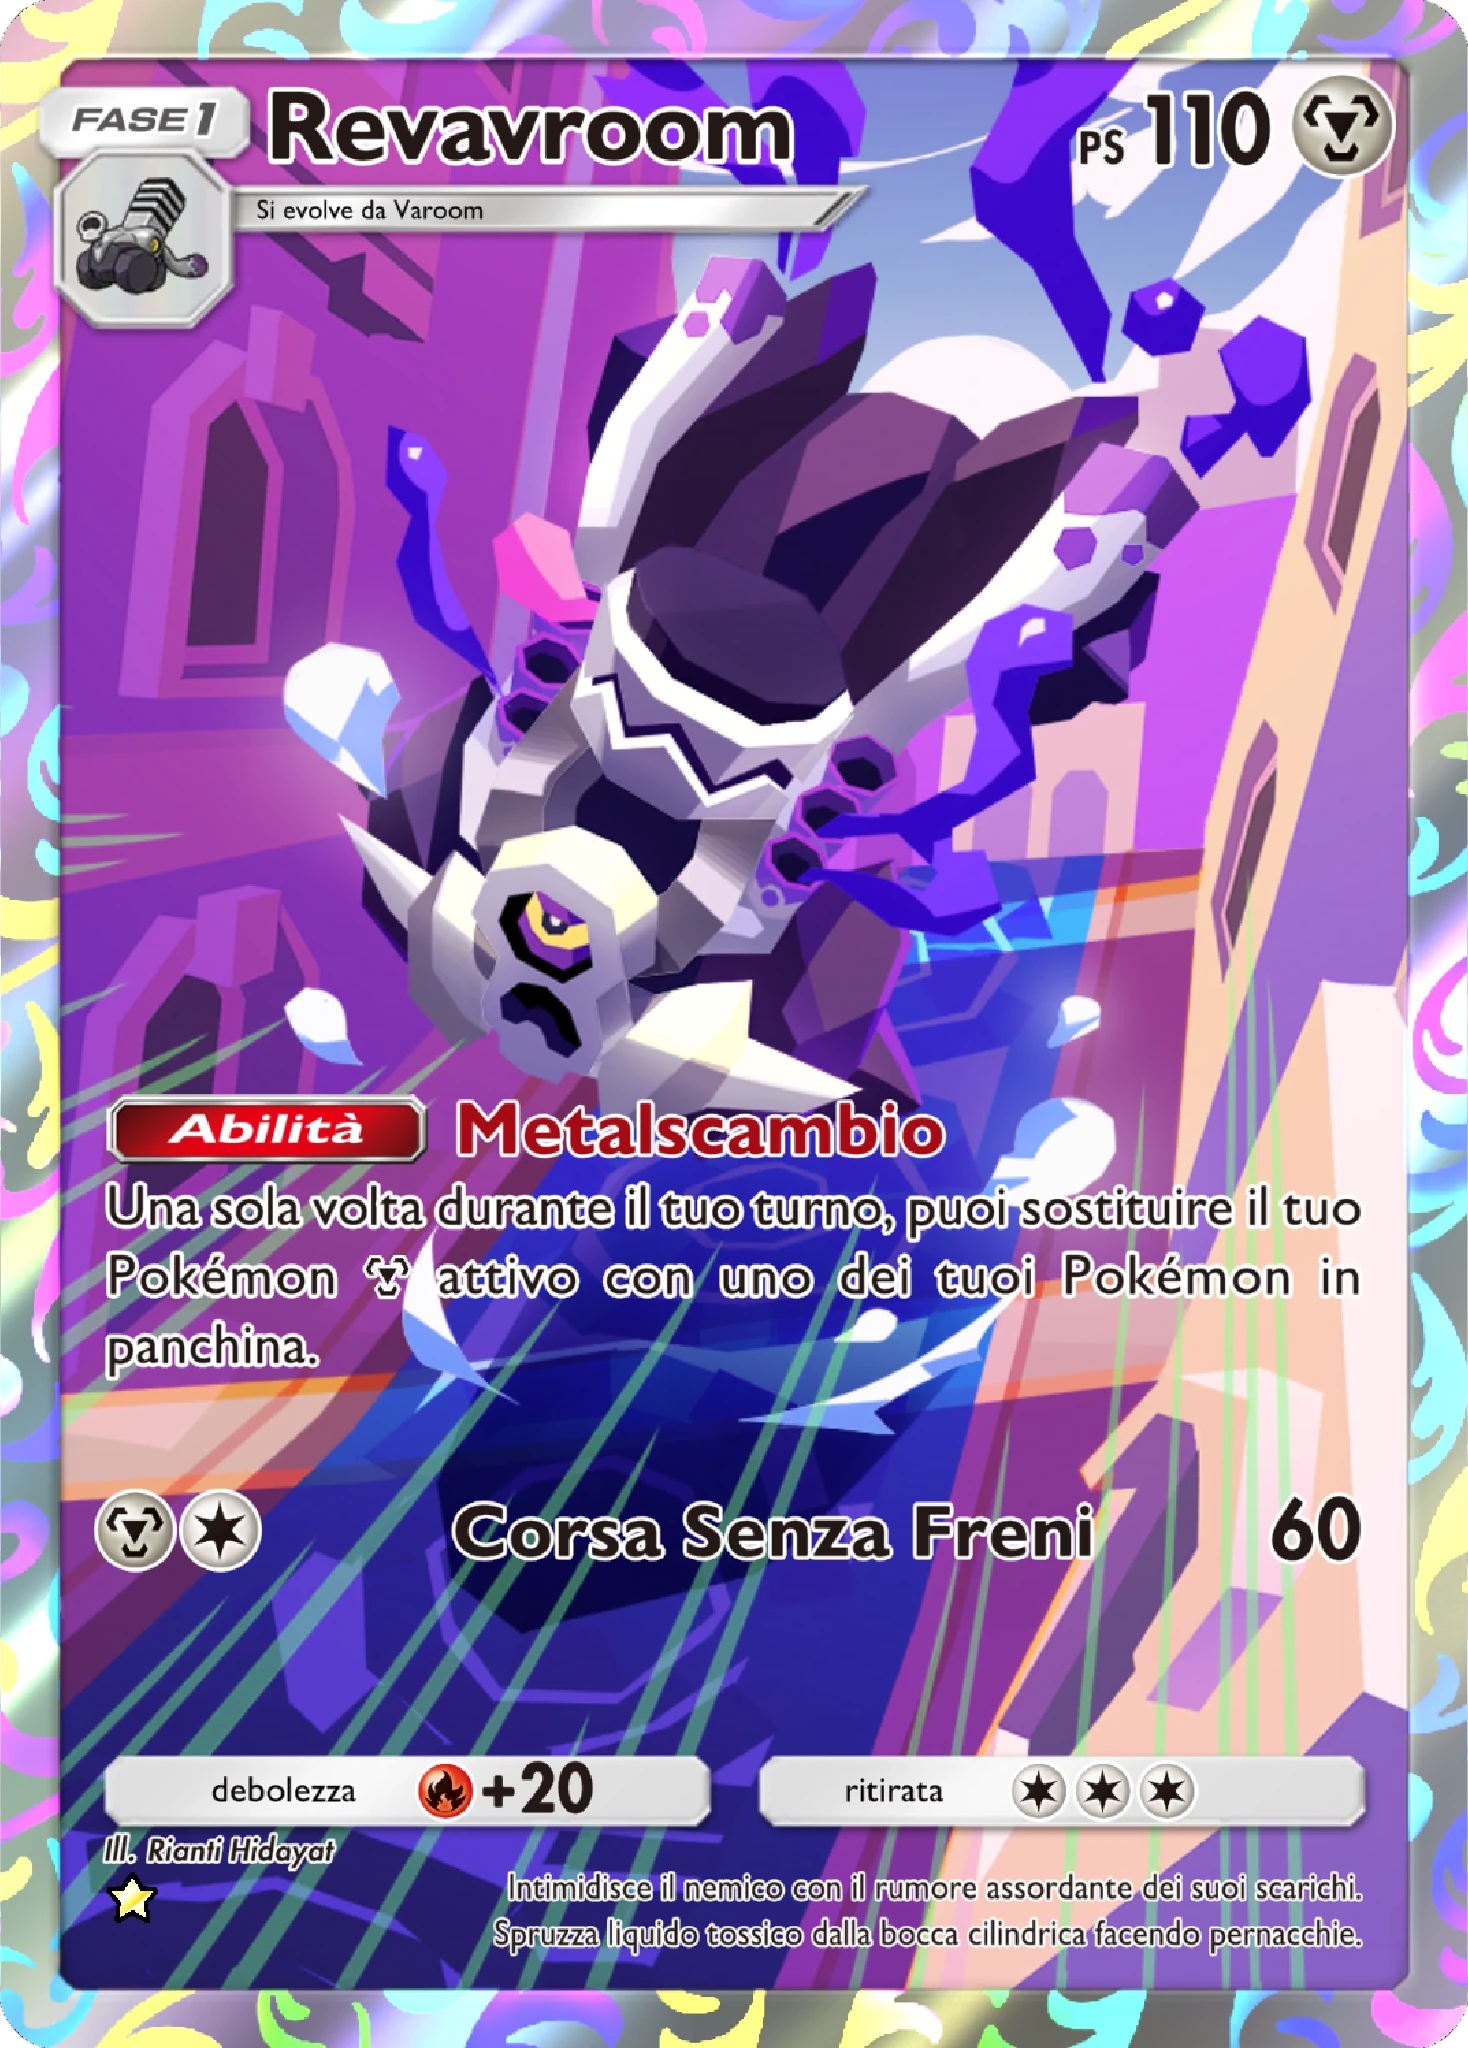 FASE 1
Revavroom
PS 110
Si evolve da Varoom
Abilità Metalscambio
Una sola volta durante il tuo turno, puoi sostituire il tuo
Pokémon attivo con uno dei tuoi Pokémon in
panchina.
Corsa Senza Freni 60
debolezza +20
ritirata
Ill. Rianti Hidayat
Intimidisce il nemico con il rumore assordante dei suoi scarichi.
Spruzza liquido tossico dalla bocca cilindrica facendo pernacchie.